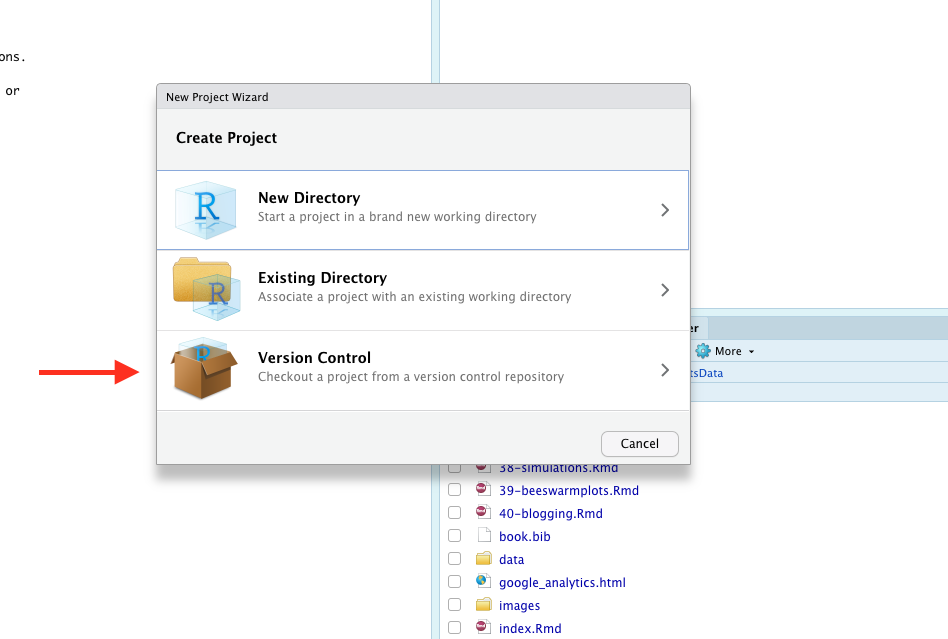 ons.
or
New Project Wizard
Create Project
R
New Directory
Start a project in a brand new working directory
R
Existing Directory
Associate a project with an existing working directory
Version Control
Checkout a project from a version control repository
Cancel
er
More
tsData
38-simulations.Rmd
39-beeswarmplots.Rmd
40-blogging.Rmd
book.bib
data
google_analytics.html
images
index.Rmd